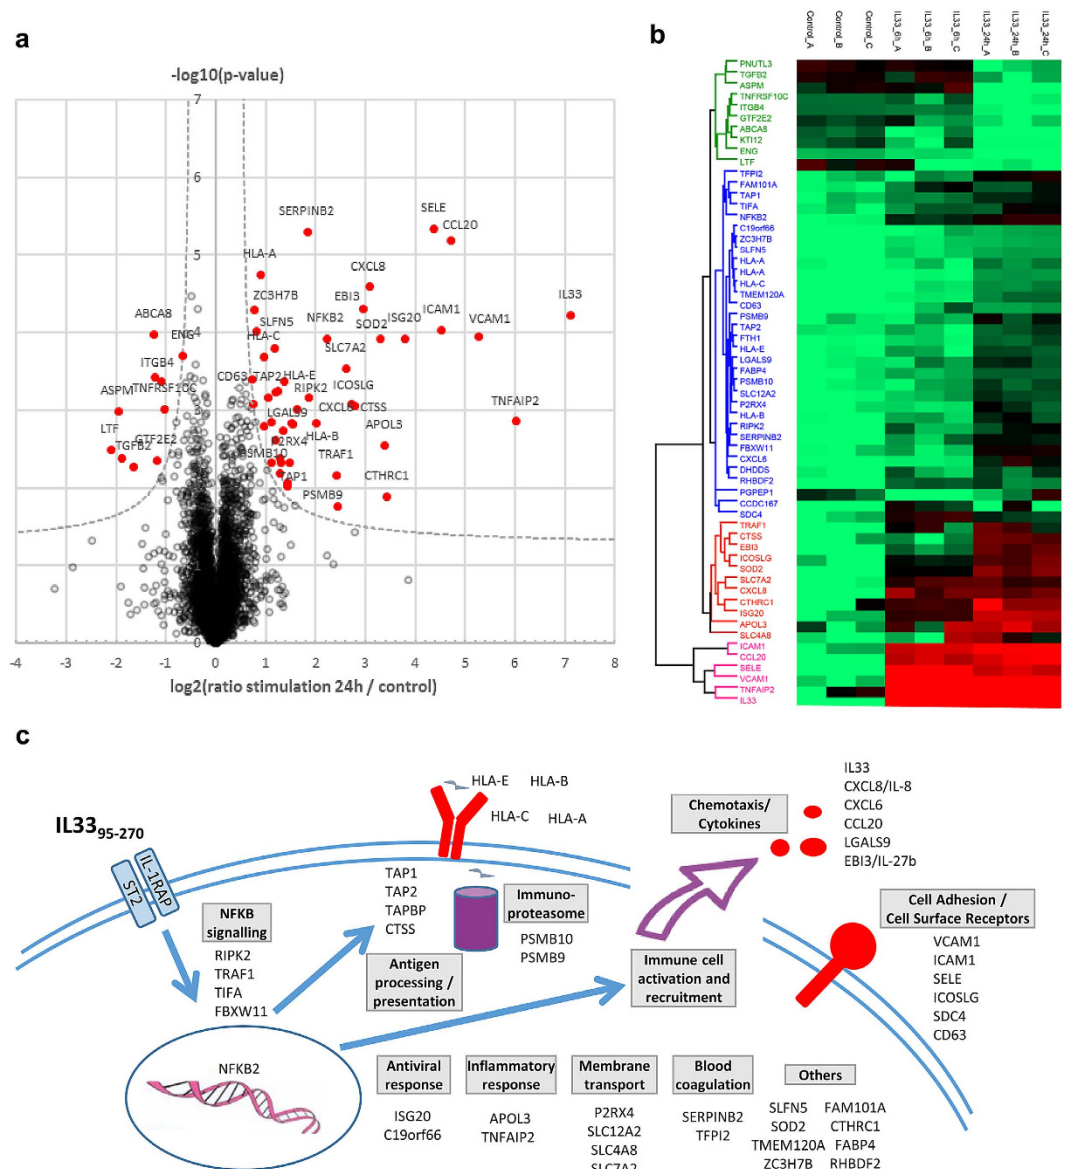 a
-log10(p-value)
7
6
5
4
3
2
1
0
SERPINB2
SELE
CCL20
HLA-A
CXCL8
ZC3H7B
EBI3
IL33
ABCA8
SLFN5
NFKB2
SOD2
ISG20
ICAM1
VCAM1
ENG
HLA-C
SLC7A2
ITGB4
CD63
TAP2
HLA-E
ICOSLG
ASPM
TNFRSF10C
RIPK2
TNFAIP2
LGALS9
CXCL6
CTSS
LTF
APOL3
TGFB2
GTF2E2
P2RX4
HLA-B
PSMB10
TRAF1
TAP1
CTHRC1
PSMB9
-4 -3 -2 -1 0 1 2 3 4 5 6 7 8
log2(ratio stimulation 24h / control)
b
Control_A
Control_B
Control_C
IL33_6h_A
IL33_6h_B
IL33_6h_C
IL33_24h_A
IL33_24h_B
IL33_24h_C
PNUTL3
TGFB2
ASPM
TNFRSF10C
ITGB4
GTF2E2
ABCA8
KTI12
ENG
LTF
TFPI2
FAM101A
TAP1
TIFA
NFKB2
C19orf66
ZC3H7B
SLFN5
HLA-A
HLA-A
HLA-C
TMEM120A
CD63
PSMB9
TAP2
FTH1
HLA-E
LGALS9
FABP4
PSMB10
SLC12A2
P2RX4
HLA-B
RIPK2
SERPINB2
FBXW11
CXCL6
DHDDS
RHBDF2
PGPEP1
CCDC167
SDC4
TRAF1
CTSS
EBI3
ICOSLG
SOD2
SLC7A2
CXCL8
CTHRC1
ISG20
APOL3
SLC4A8
ICAM1
CCL20
SELE
VCAM1
TNFAIP2
IL33
c
IL33 95-270
ST2
IL-1RAP
NFKB
signalling
RIPK2
TRAF1
TIFA
FBXW11
NFKB2
HLA-E
HLA-B
HLA-C
HLA-A
TAP1
TAP2
TAPBP
CTSS
Antigen
processing /
presentation
Immuno-
proteasome
PSMB10
PSMB9
Chemotaxis/
Cytokines
IL33
CXCL8/IL-8
CXCL6
CCL20
LGALS9
EBI3/IL-27b
Immune cell
activation and
recruitment
Cell Adhesion /
Cell Surface Receptors
VCAM1
ICAM1
SELE
ICOSLG
SDC4
CD63
Antiviral
response
ISG20
C19orf66
Inflammatory
response
APOL3
TNFAIP2
Membrane
transport
P2RX4
SLC12A2
SLC4A8
SLC7A2
Blood
coagulation
SERPINB2
TFPI2
Others
SLFN5 FAM101A
SOD2 CTHRC1
TMEM120A FABP4
ZC3H7B RHBDF2